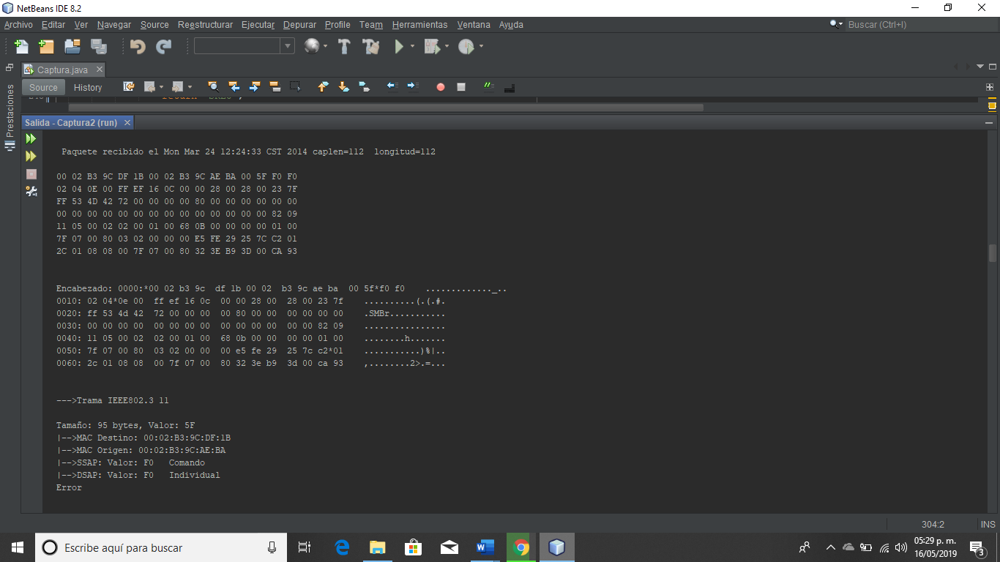 NetBeans IDE 8.2
Archivo Editar Ver Navegar Source Reestructurar Ejecutar Depurar Profile Team Herramientas Ventana Ayuda
Buscar (Ctrl+I)
Captura.java
Source History
Prestaciones
Salida - Captura2 (run)
Paquete recibido el Mon Mar 24 12:24:33 CST 2014 caplen=112 longitud=112
00 02 B3 9C DF 1B 00 02 B3 9C AE BA 00 5F F0 F0
02 04 0E 00 FF EF 16 0C 00 00 28 00 28 00 23 7F
FF 53 4D 42 72 00 00 00 00 80 00 00 00 00 00 00
00 00 00 00 00 00 00 00 00 00 00 00 00 00 82 09
11 05 00 02 02 00 01 00 68 0B 00 00 00 00 01 00
7F 07 00 80 03 02 00 00 00 E5 FE 29 25 7C C2 01
2C 01 08 08 00 7F 07 00 80 32 3E B9 3D 00 CA 93
Encabezado: 0000:*00 02 b3 9c df 1b 00 02 b3 9c ae ba 00 5f*f0 f0 ............._..
0010: 02 04*0e 00 ff ef 16 0c 00 00 28 00 28 00 23 7f ..........(.(.#.
0020: ff 53 4d 42 72 00 00 00 00 80 00 00 00 00 00 00 .SMBr...........
0030: 00 00 00 00 00 00 00 00 00 00 00 00 00 00 82 09 ................
0040: 11 05 00 02 02 00 01 00 68 0b 00 00 00 00 01 00 ........h.......
0050: 7f 07 00 80 03 02 00 00 00 e5 fe 29 25 7c c2*01 ...........)%|..
0060: 2c 01 08 08 00 7f 07 00 80 32 3e b9 3d 00 ca 93 ,........2>.=...
--->Trama IEEE802.3 11
Tamaño: 95 bytes, Valor: 5F
|-->MAC Destino: 00:02:B3:9C:DF:1B
|-->MAC Origen: 00:02:B3:9C:AE:BA
|-->SSAP: Valor: F0 Comando
|-->DSAP: Valor: F0 Individual
Error
304:2 INS
Escribe aquí para buscar
05:29 p. m.
16/05/2019
3